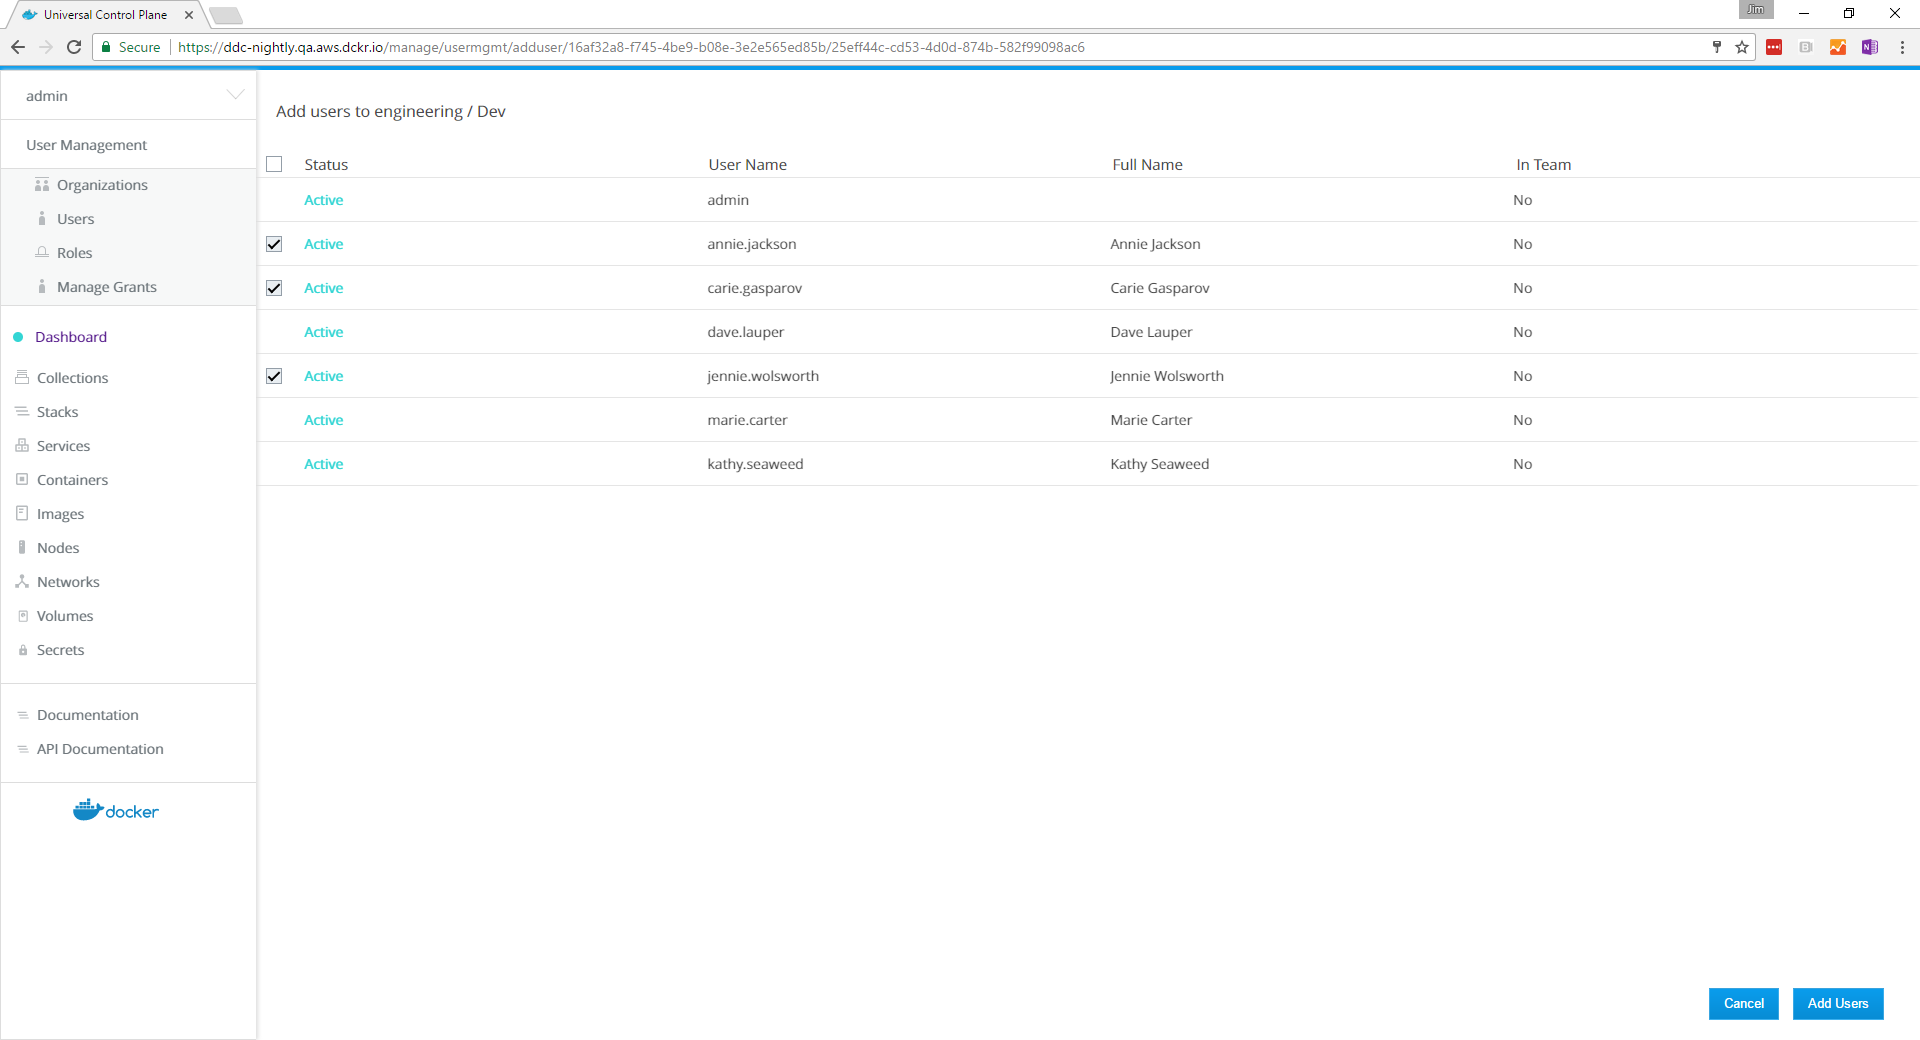 Universal Control Plane
Jim
Secure https://ddc-nightly.qa.aws.dckr.io/manage/usermgmt/adduser/16af32a8-f745-4be9-b08e-3e2e565ed85b/25eff44c-cd53-4d0d-874b-582f99098ac6
admin
User Management
Organizations
Users
Roles
Manage Grants
Dashboard
Collections
Stacks
Services
Containers
Images
Nodes
Networks
Volumes
Secrets
Documentation
API Documentation
docker
Add users to engineering / Dev
Status User Name Full Name In Team
Active admin No
Active annie.jackson Annie Jackson No
Active carie.gasparov Carie Gasparov No
Active dave.lauper Dave Lauper No
Active jennie.wolsworth Jennie Wolsworth No
Active marie.carter Marie Carter No
Active kathy.seaweed Kathy Seaweed No
Cancel Add Users